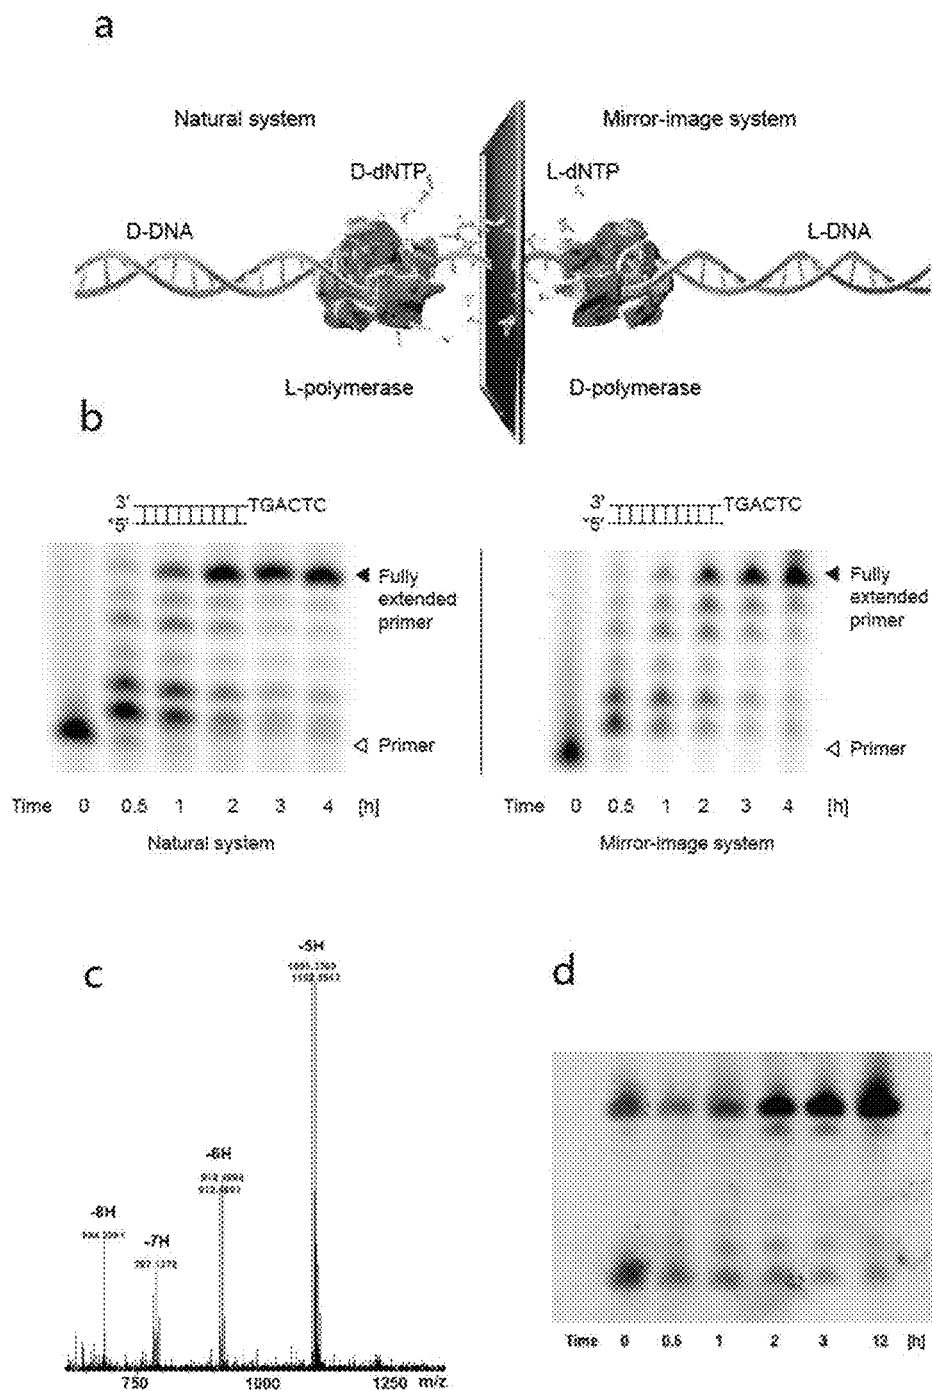 a
Natural system
Mirror-image system
D-dNTP
L-dNTP
D-DNA
L-DNA
L-polymerase
D-polymerase
b
3' TGACTC
*5'
3' TGACTC
*5'
Fully extended primer
Primer
Fully extended primer
Primer
Time 0 0.5 1 2 3 4 [h]
Time 0 0.5 1 2 3 4 [h]
Natural system
Mirror-image system
c
d
-5H
-6H
-8H
-7H
750 1000 1250 m/z
Time 0 0.5 1 2 3 12 [h]